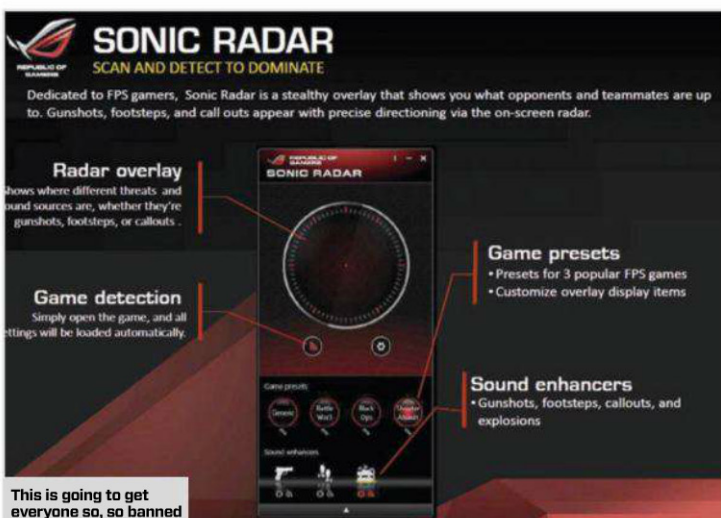 REPUBLIC OF
GAMERS
SONIC RADAR
SCAN AND DETECT TO DOMINATE
Dedicated to FPS gamers, Sonic Radar is a stealthy overlay that shows you what opponents and teammates are up
to. Gunshots, footsteps, and call outs appear with precise directioning via the on-screen radar.
Radar overlay
hows where different threats and
ound sources are, whether they're
gunshots, footsteps, or callouts .
Game detection
Simply open the game, and all
ettings will be loaded automatically.
REPUBLIC OF
GAMERS
SONIC RADAR
Game presets
Generic
Black
Ops
Sound enhancers
Game presets
• Presets for 3 popular FPS games
• Customize overlay display items
Sound enhancers
• Gunshots, footsteps, callouts, and
explosions
This is going to get
everyone so, so banned